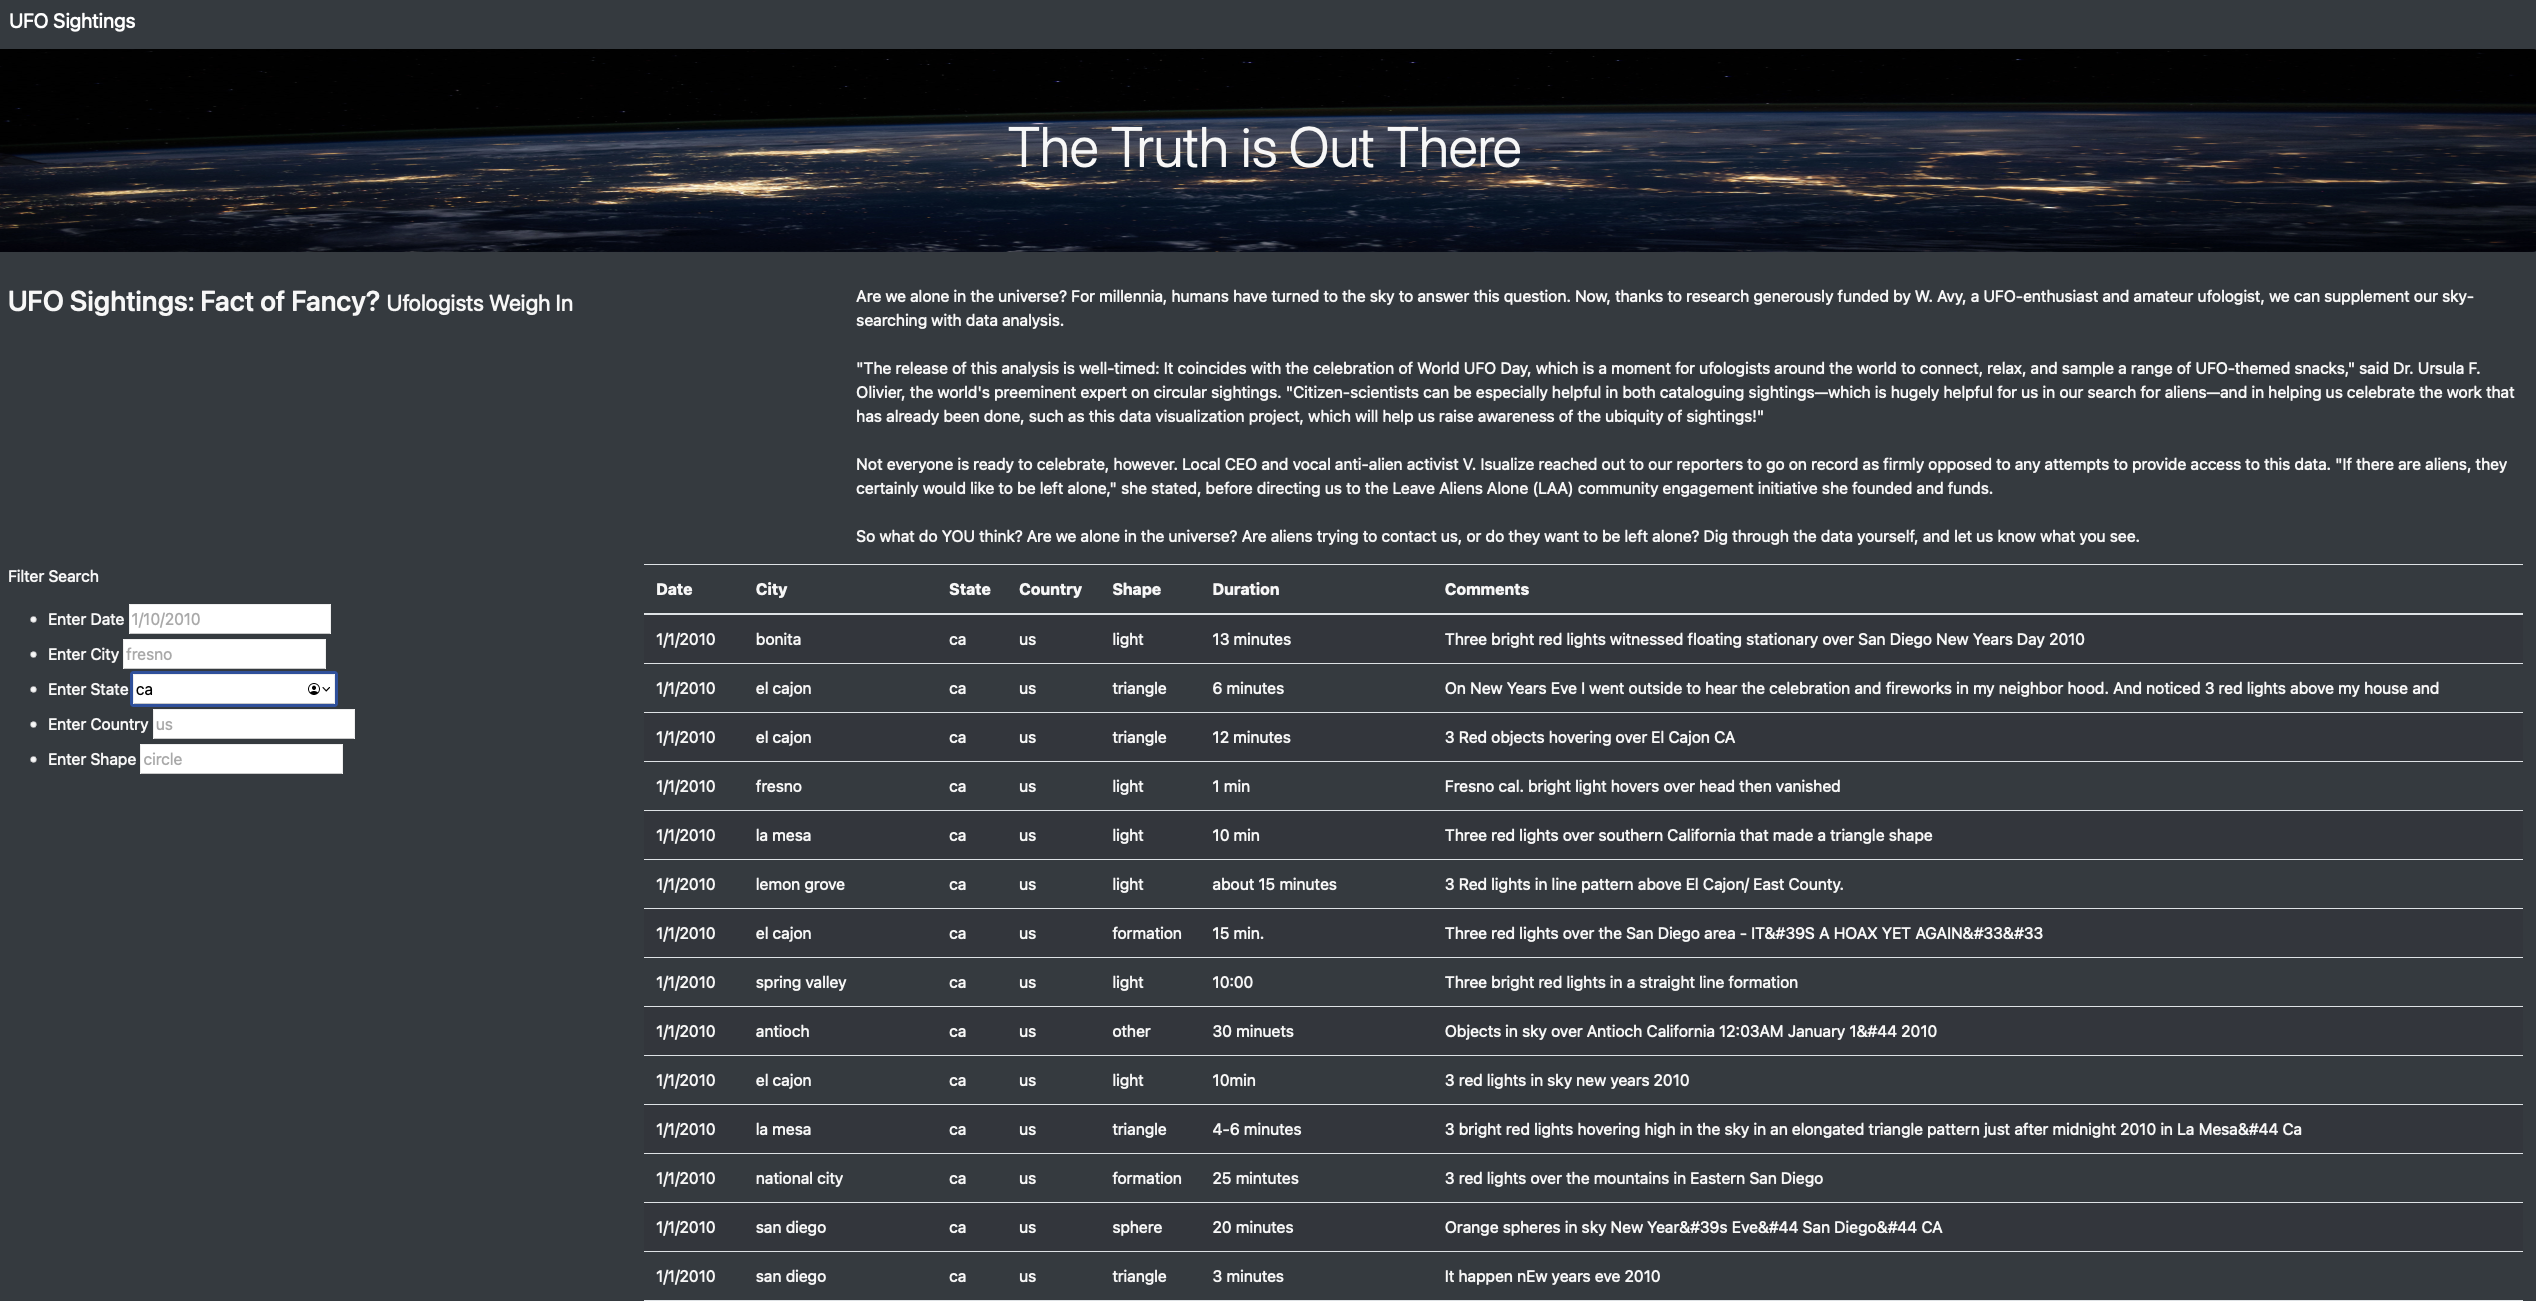 UFO Sightings
The Truth is Out There
UFO Sightings: Fact of Fancy? Ufologists Weigh In
Are we alone in the universe? For millennia, humans have turned to the sky to answer this question. Now, thanks to research generously funded by W. Avy, a UFO-enthusiast and amateur ufologist, we can supplement our sky-
searching with data analysis.
"The release of this analysis is well-timed: It coincides with the celebration of World UFO Day, which is a moment for ufologists around the world to connect, relax, and sample a range of UFO-themed snacks," said Dr. Ursula F.
Olivier, the world's preeminent expert on circular sightings. "Citizen-scientists can be especially helpful in both cataloguing sightings—which is hugely helpful for us in our search for aliens—and in helping us celebrate the work that
has already been done, such as this data visualization project, which will help us raise awareness of the ubiquity of sightings!"
Not everyone is ready to celebrate, however. Local CEO and vocal anti-alien activist V. Isualize reached out to our reporters to go on record as firmly opposed to any attempts to provide access to this data. "If there are aliens, they
certainly would like to be left alone," she stated, before directing us to the Leave Aliens Alone (LAA) community engagement initiative she founded and funds.
So what do YOU think? Are we alone in the universe? Are aliens trying to contact us, or do they want to be left alone? Dig through the data yourself, and let us know what you see.
Filter Search
• Enter Date 1/10/2010
• Enter City fresno
• Enter State ca
• Enter Country us
• Enter Shape circle
Date City State Country Shape Duration Comments
1/1/2010 bonita ca us light 13 minutes Three bright red lights witnessed floating stationary over San Diego New Years Day 2010
1/1/2010 el cajon ca us triangle 6 minutes On New Years Eve I went outside to hear the celebration and fireworks in my neighbor hood. And noticed 3 red lights above my house and
1/1/2010 el cajon ca us triangle 12 minutes 3 Red objects hovering over El Cajon CA
1/1/2010 fresno ca us light 1 min Fresno cal. bright light hovers over head then vanished
1/1/2010 la mesa ca us light 10 min Three red lights over southern California that made a triangle shape
1/1/2010 lemon grove ca us light about 15 minutes 3 Red lights in line pattern above El Cajon/ East County.
1/1/2010 el cajon ca us formation 15 min. Three red lights over the San Diego area - IT&#39S A HOAX YET AGAIN&#33&#33
1/1/2010 spring valley ca us light 10:00 Three bright red lights in a straight line formation
1/1/2010 antioch ca us other 30 minuets Objects in sky over Antioch California 12:03AM January 1&#44 2010
1/1/2010 el cajon ca us light 10min 3 red lights in sky new years 2010
1/1/2010 la mesa ca us triangle 4-6 minutes 3 bright red lights hovering high in the sky in an elongated triangle pattern just after midnight 2010 in La Mesa&#44 Ca
1/1/2010 national city ca us formation 25 mintutes 3 red lights over the mountains in Eastern San Diego
1/1/2010 san diego ca us sphere 20 minutes Orange spheres in sky New Year&#39s Eve&#44 San Diego&#44 CA
1/1/2010 san diego ca us triangle 3 minutes It happen nEw years eve 2010